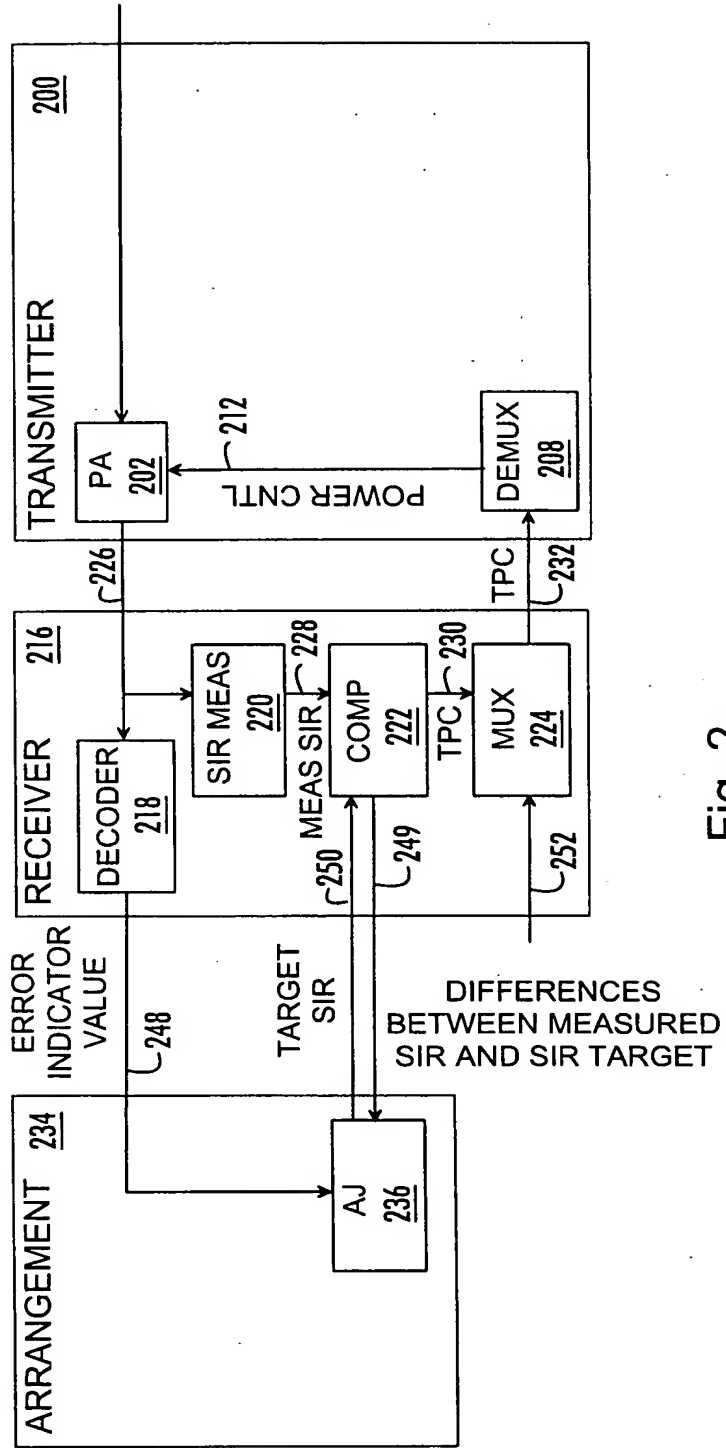 ARRANGEMENT 234
AJ
236
ERROR
INDICATOR
VALUE
248
TARGET
SIR
250
249
DIFFERENCES
BETWEEN MEASURED
SIR AND SIR TARGET
RECEIVER 216
DECODER
218
SIR MEAS
220
MEAS SIR 228
COMP
222
TPC 230
MUX
224
252
226
TPC
232
TRANSMITTER 200
PA
202
POWER CNTL
212
DEMUX
208
Fig. 2